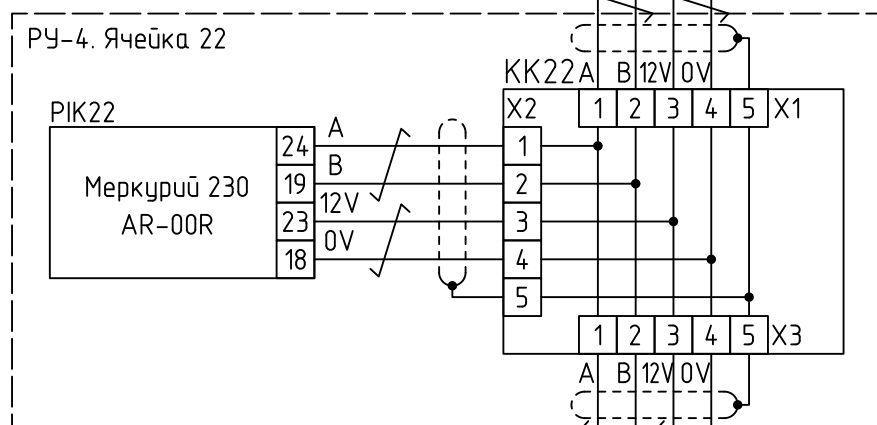 РУ-4. Ячейка 22
КК22 A B 12V 0V
PIK22
X2 1 2 3 4 5 X1
24 A 1
Меркурий 230 19 B 2
AR-00R 23 12V 3
18 0V 4
5
1 2 3 4 5 X3
A B 12V 0V